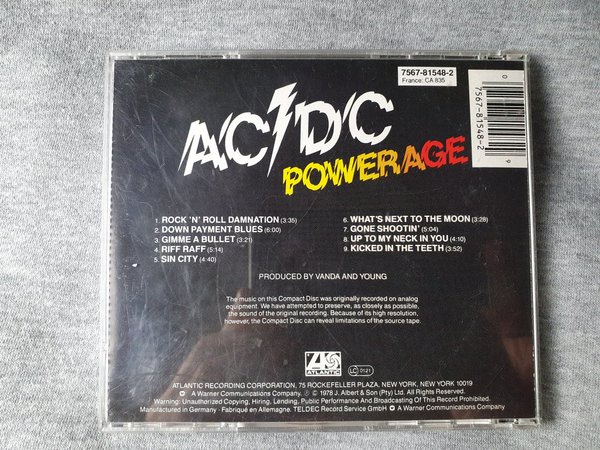 7567-81548-2
France: CA 835
0
7567-81548-2
9
AC DC
POWERAGE
1. ROCK 'N' ROLL DAMNATION (3:35)
2. DOWN PAYMENT BLUES (6:00)
3. GIMME A BULLET (3:21)
4. RIFF RAFF (5:14)
5. SIN CITY (4:40)
6. WHAT'S NEXT TO THE MOON (3:28)
7. GONE SHOOTIN' (5:04)
8. UP TO MY NECK IN YOU (4:10)
9. KICKED IN THE TEETH (3:52)
PRODUCED BY VANDA AND YOUNG
The music on this Compact Disc was originally recorded on analog
equipment. We have attempted to preserve, as closely as possible,
the sound of the original recording. Because of its high resolution,
however, the Compact Disc can reveal limitations of the source tape.
ATLANTIC
LC 0121
ATLANTIC RECORDING CORPORATION, 75 ROCKEFELLER PLAZA, NEW YORK, NEW YORK 10019
© A Warner Communications Company. ℗ © 1978 J. Albert & Son (Pty) Ltd. A Warner Communications Company
Warning: Unauthorized Copying, Hiring, Lending, Public Performance And Broadcasting Of This Record Prohibited.
Manufactured in Germany · Fabriqué en Allemagne. TELDEC Record Service GmbH A Warner Communications Company